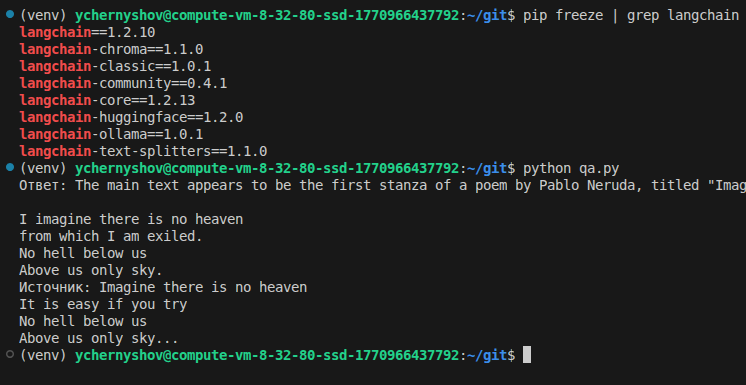 (venv) ychernyshov@compute-vm-8-32-80-ssd-1770966437792:~/git$ pip freeze | grep langchain
langchain==1.2.10
langchain-chroma==1.1.0
langchain-classic==1.0.1
langchain-community==0.4.1
langchain-core==1.2.13
langchain-huggingface==1.2.0
langchain-ollama==1.0.1
langchain-text-splitters==1.1.0
(venv) ychernyshov@compute-vm-8-32-80-ssd-1770966437792:~/git$ python qa.py
Ответ: The main text appears to be the first stanza of a poem by Pablo Neruda, titled "Imag
I imagine there is no heaven
from which I am exiled.
No hell below us
Above us only sky.
Источник: Imagine there is no heaven
It is easy if you try
No hell below us
Above us only sky...
(venv) ychernyshov@compute-vm-8-32-80-ssd-1770966437792:~/git$